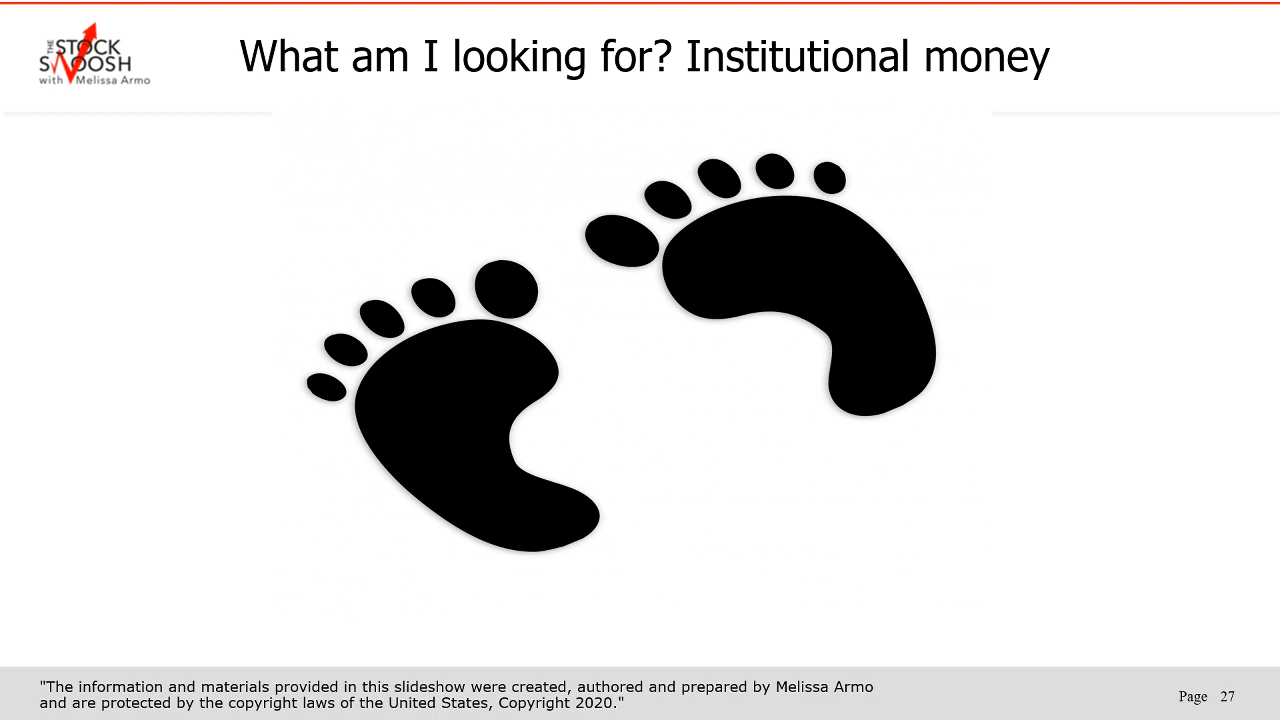 THE
STOCK
SWOOSH
with Melissa Armo
What am I looking for? Institutional money
"The information and materials provided in this slideshow were created, authored and prepared by Melissa Armo
and are protected by the copyright laws of the United States, Copyright 2020."
Page 27